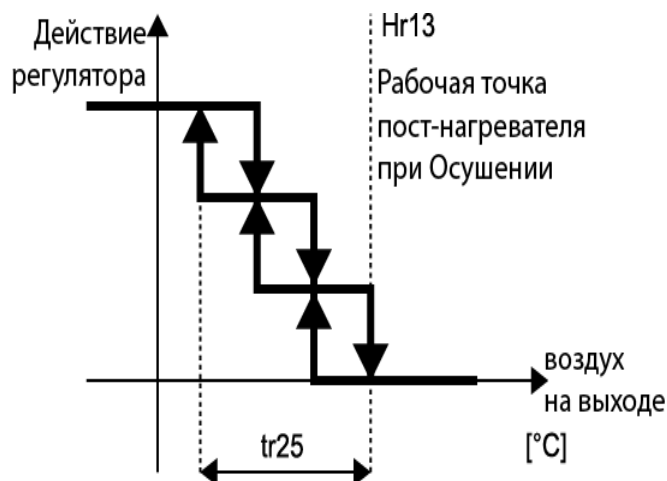 Действие
регулятора
Hr13
Рабочая точка
пост-нагревателя
при Осушении
воздух
на выходе
[°C]
tr25